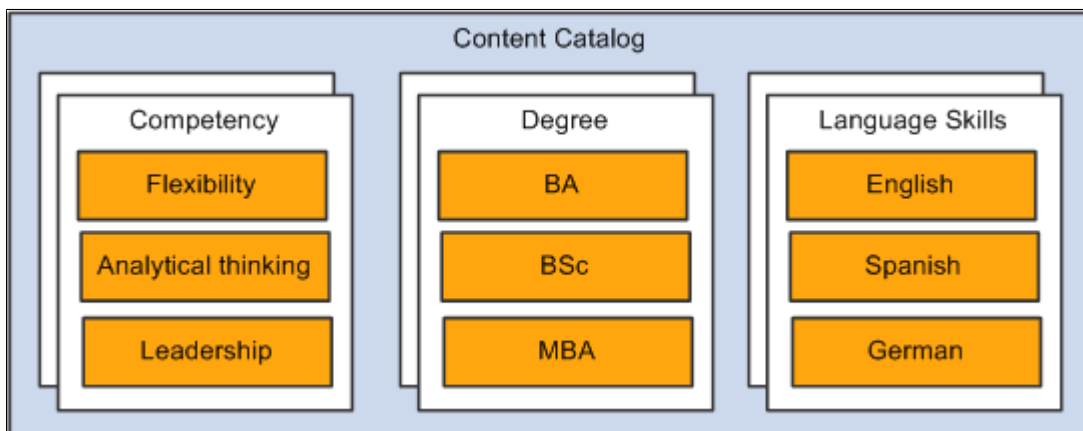 Content Catalog
Competency
Flexibility
Analytical thinking
Leadership
Degree
BA
BSc
MBA
Language Skills
English
Spanish
German